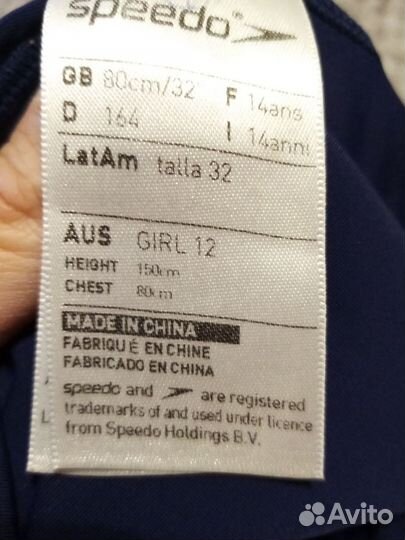 speedo
GB 80cm/32 F 14ans
D 164 I 14anni
LatAm talla 32
AUS GIRL 12
HEIGHT 150cm
CHEST 80cm
MADE IN CHINA
FABRIQUÉ EN CHINE
FABRICADO EN CHINA
speedo and are registered
trademarks of and used under licence
from Speedo Holdings B.V.
Avito